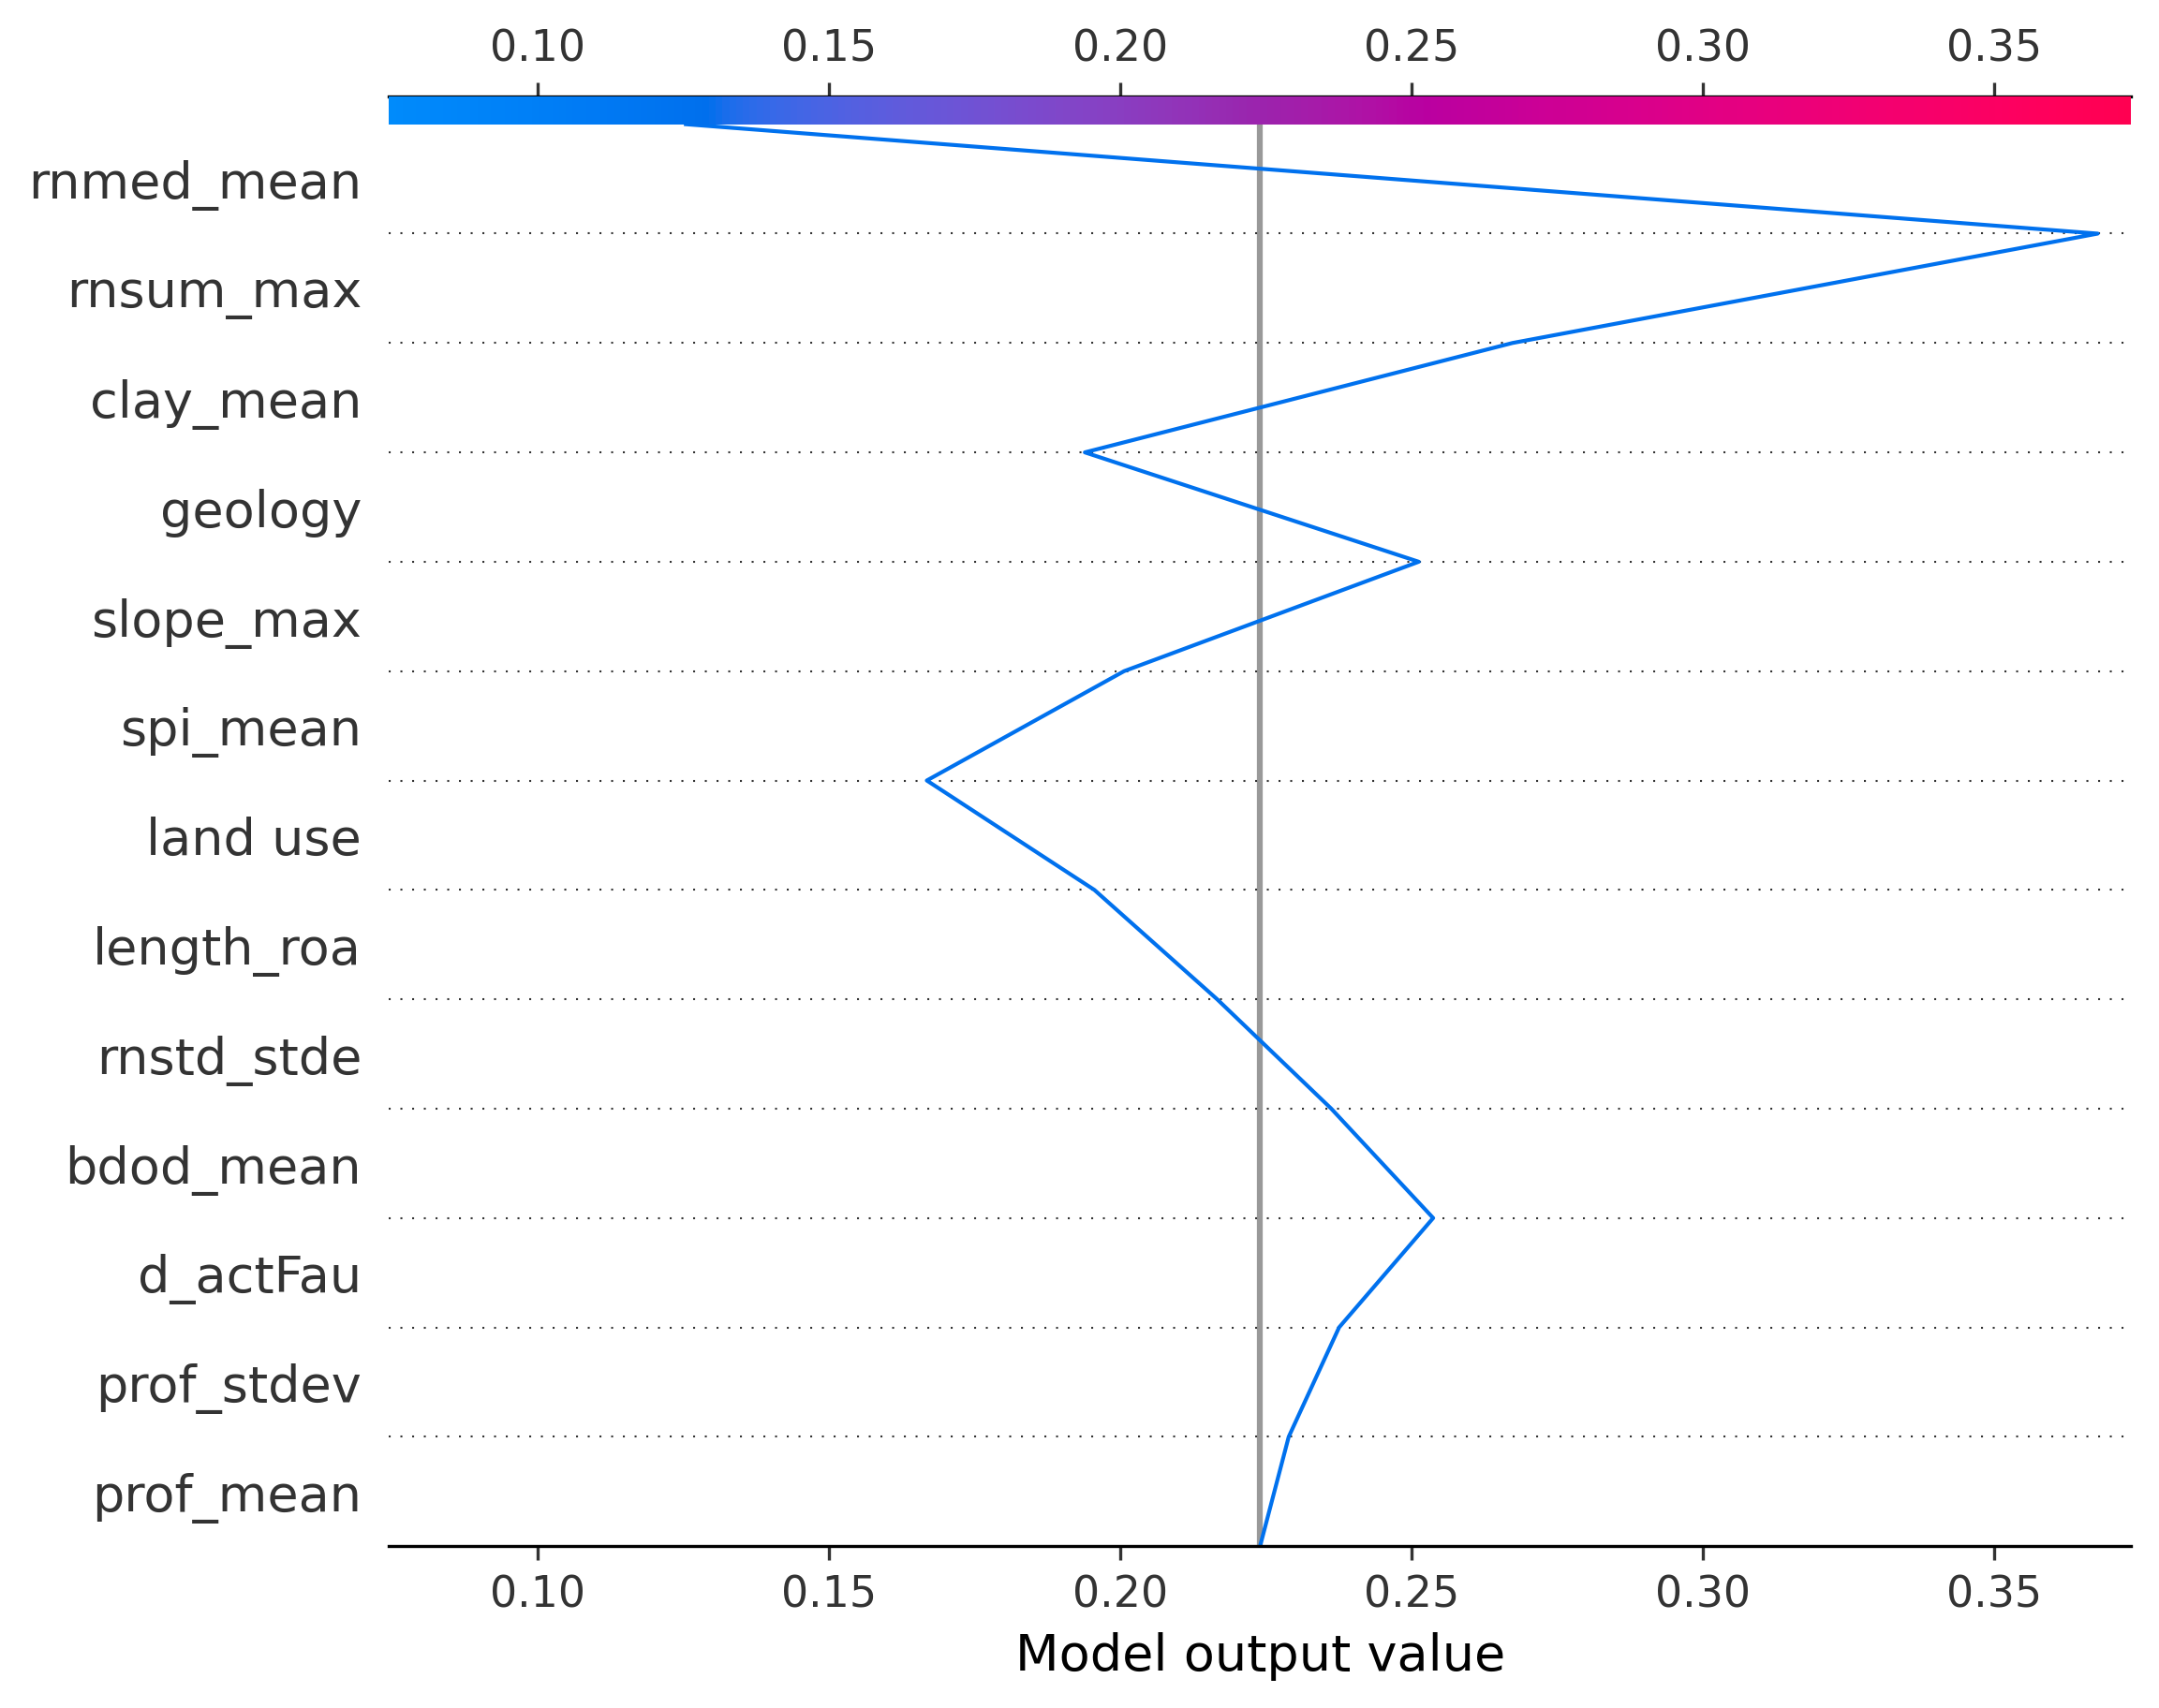 0.10 0.15 0.20 0.25 0.30 0.35
rnmed_mean
rnsum_max
clay_mean
geology
slope_max
spi_mean
land use
length_roa
rnstd_stde
bdod_mean
d_actFau
prof_stdev
prof_mean
0.10 0.15 0.20 0.25 0.30 0.35
Model output value